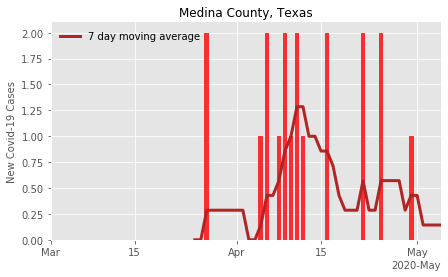 Medina County, Texas
7 day moving average
New Covid-19 Cases
2.00
1.75
1.50
1.25
1.00
0.75
0.50
0.25
0.00
Mar
15
Apr
15
May
2020-May